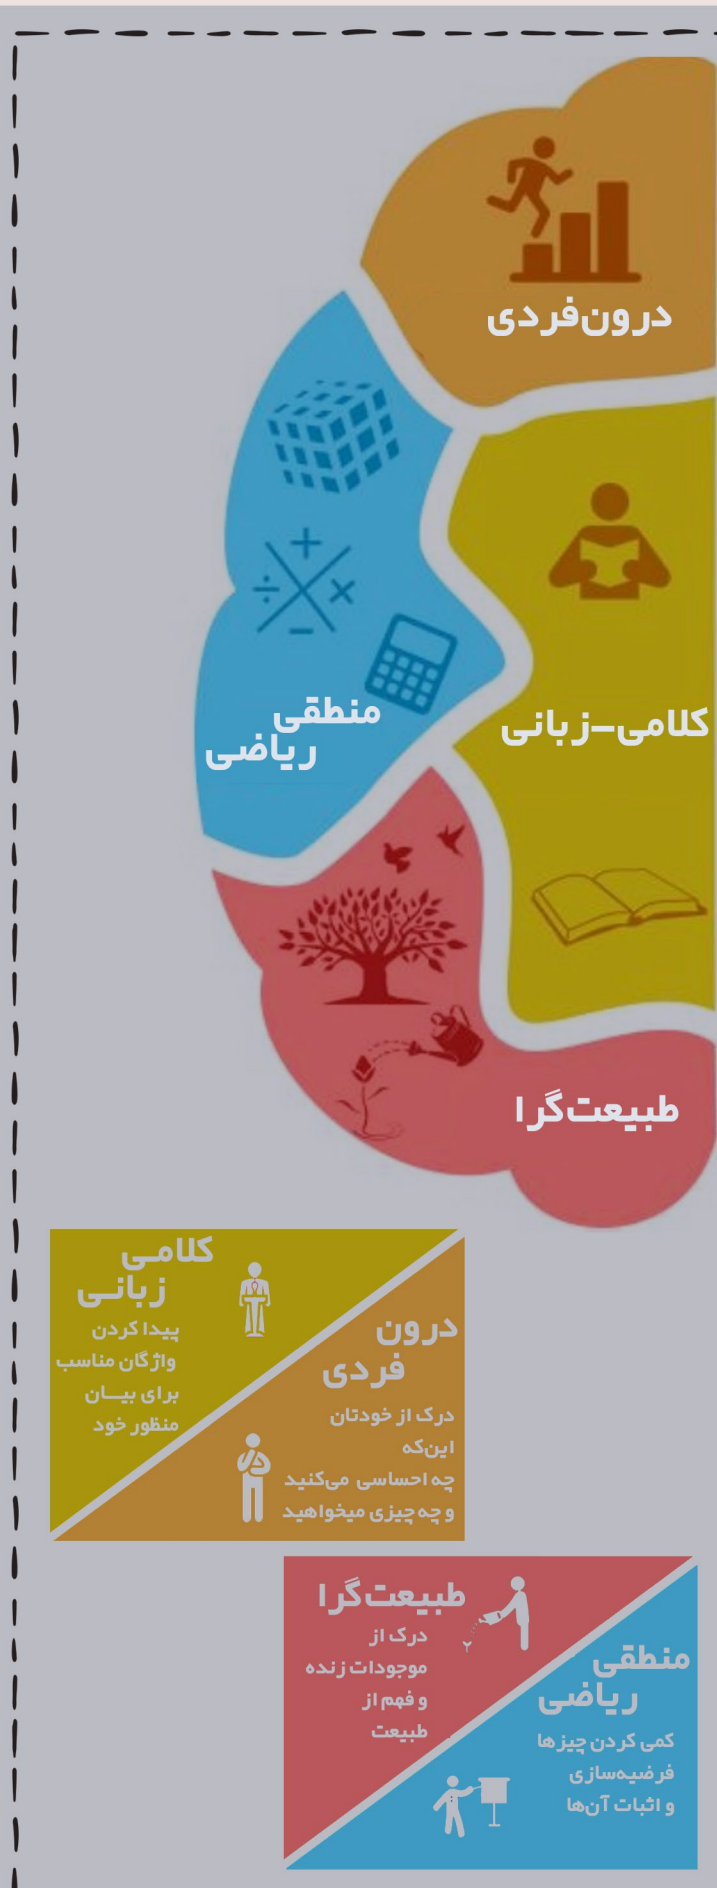 درون‌فردی
منطقی
ریاضی
کلامی-زبانی
طبیعت‌گرا
کلامی
زبانی
پیدا کردن
واژگان مناسب
برای بیان
منظور خود
درون
فردی
درک از خودتان
این‌که
چه احساسی می‌کنید
و چه چیزی میخواهید
طبیعت‌گرا
درک از
موجودات زنده
و فهم از
طبیعت
منطقی
ریاضی
کمی کردن چیزها
فرضیه‌سازی
و اثبات آن‌ها